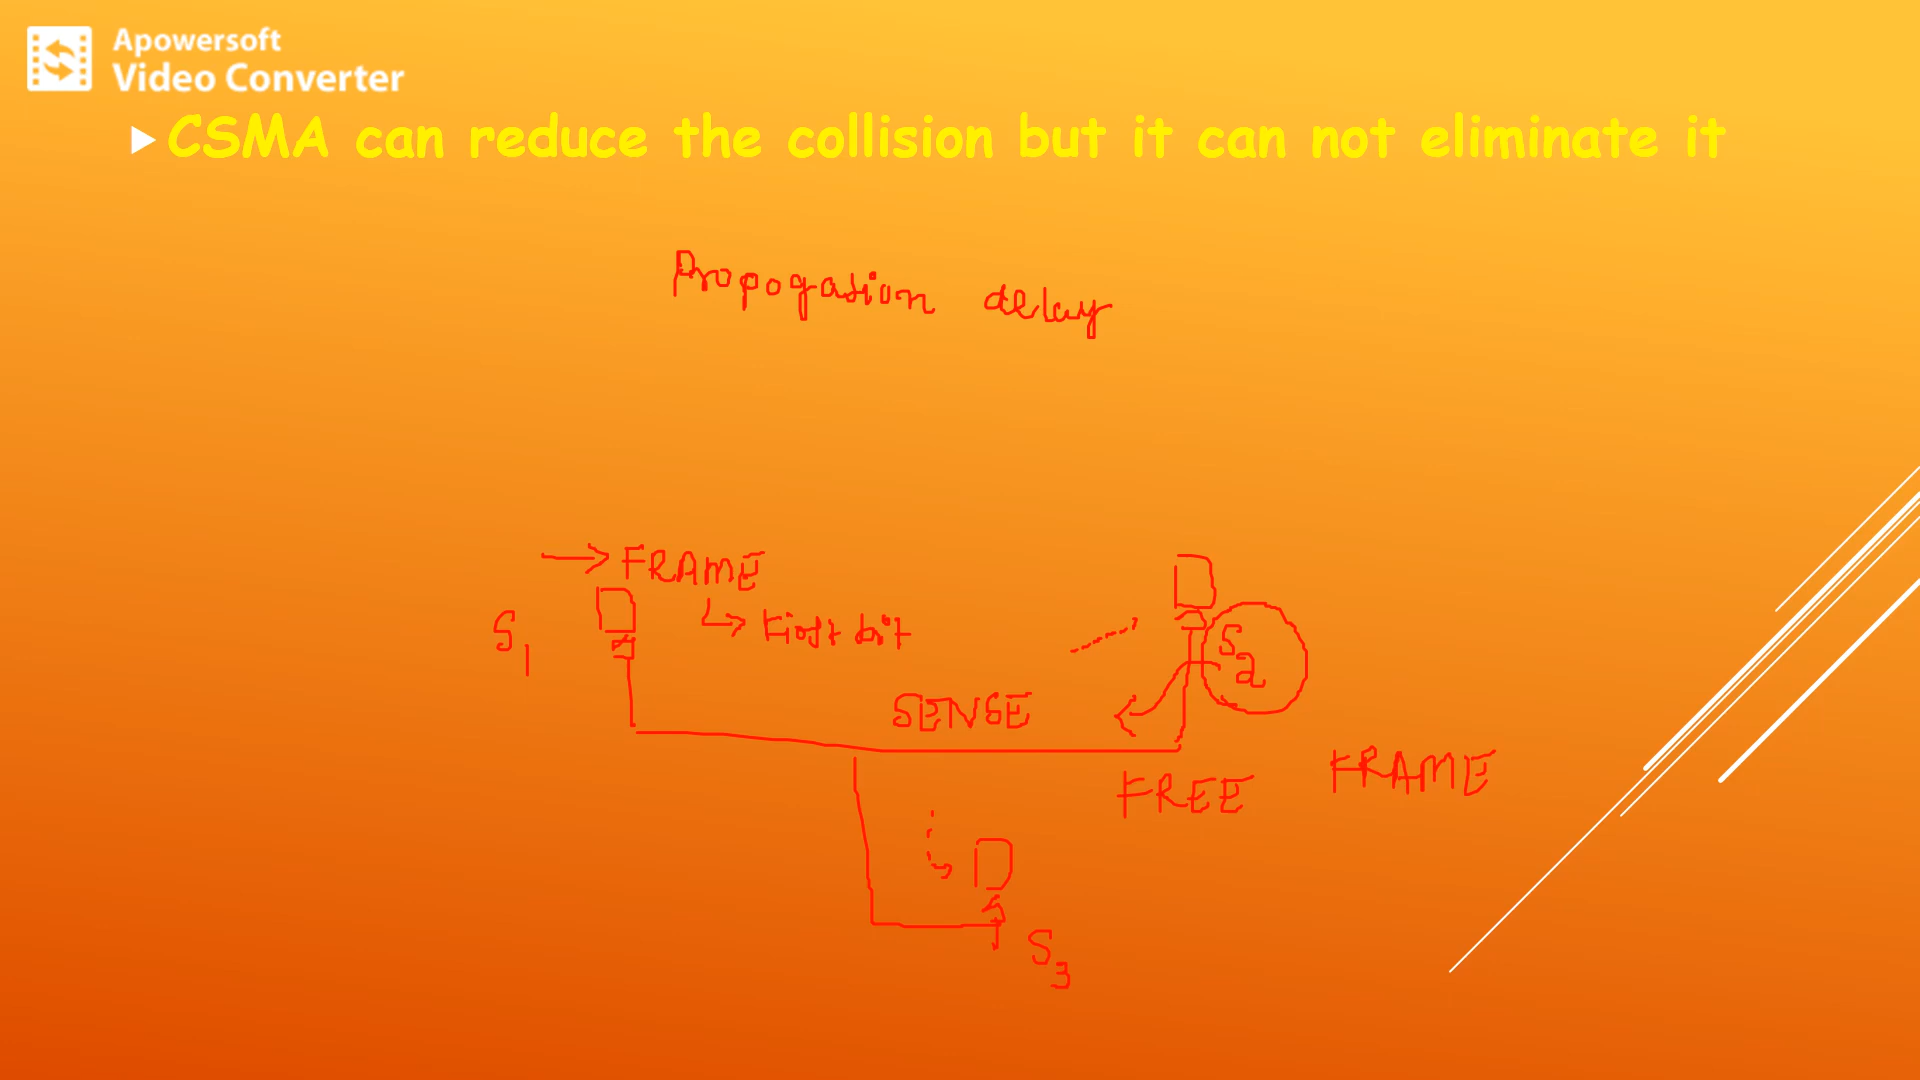 Apowersoft
Video Converter
CSMA can reduce the collision but it can not eliminate it
Propogation delay
FRAME
First bit
S1
S2
SENSE
FREE
FRAME
S3